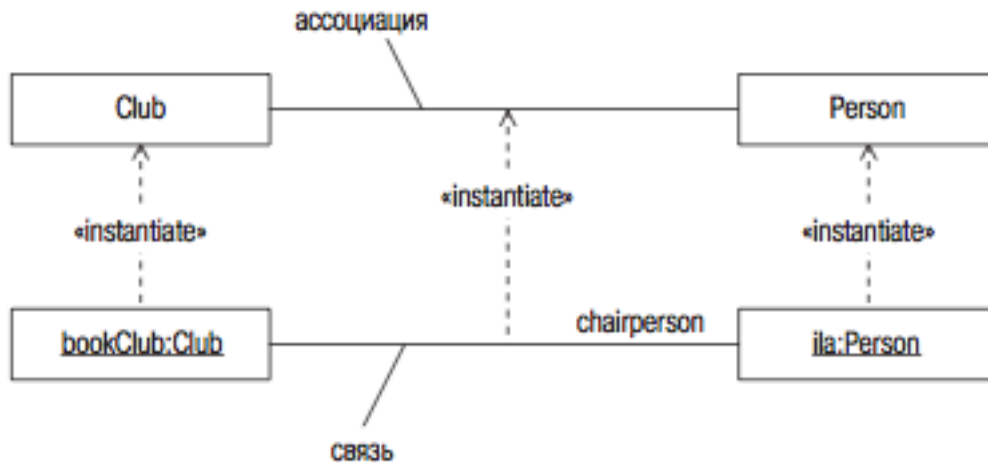 ассоциация
Club
Person
«instantiate»
«instantiate»
«instantiate»
chairperson
bookClub:Club
ila:Person
связь